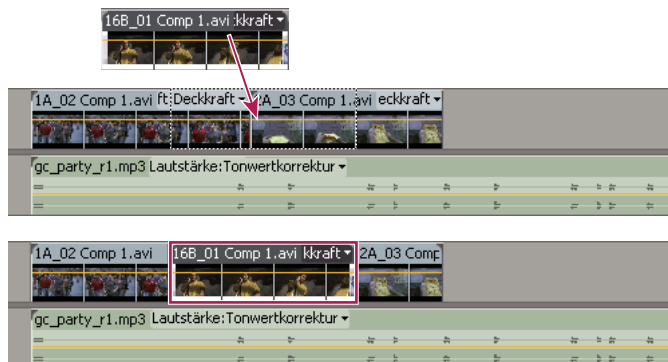 16B_01 Comp 1.avi :kkraft
1A_02 Comp 1.avi ft Deckkraft 2A_03 Comp 1.avi eckkraft
gc_party_r1.mp3 Lautstärke:Tonwertkorrektur
1A_02 Comp 1.avi 16B_01 Comp 1.avi kkraft 2A_03 Comp
gc_party_r1.mp3 Lautstärke:Tonwertkorrektur